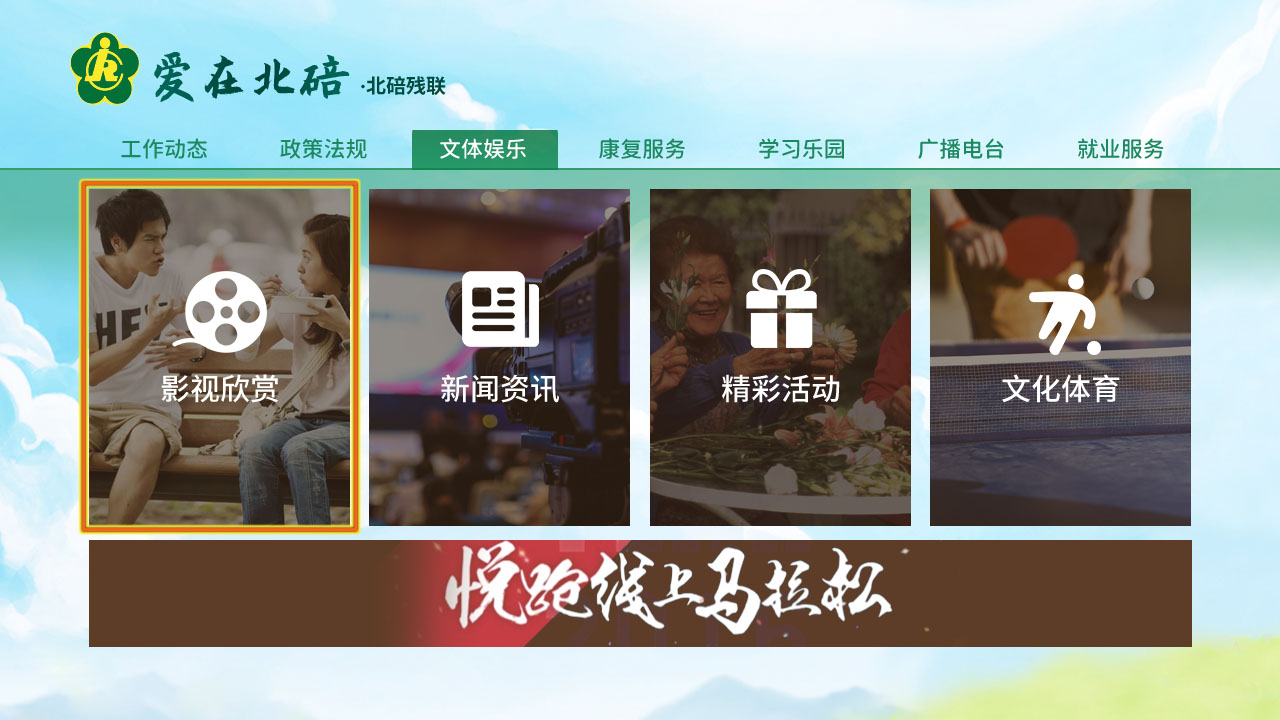 爱在北碚 ·北碚残联
工作动态 政策法规 文体娱乐 康复服务 学习乐园 广播电台 就业服务
影视欣赏 新闻资讯 精彩活动 文化体育
悦跑线上马拉松